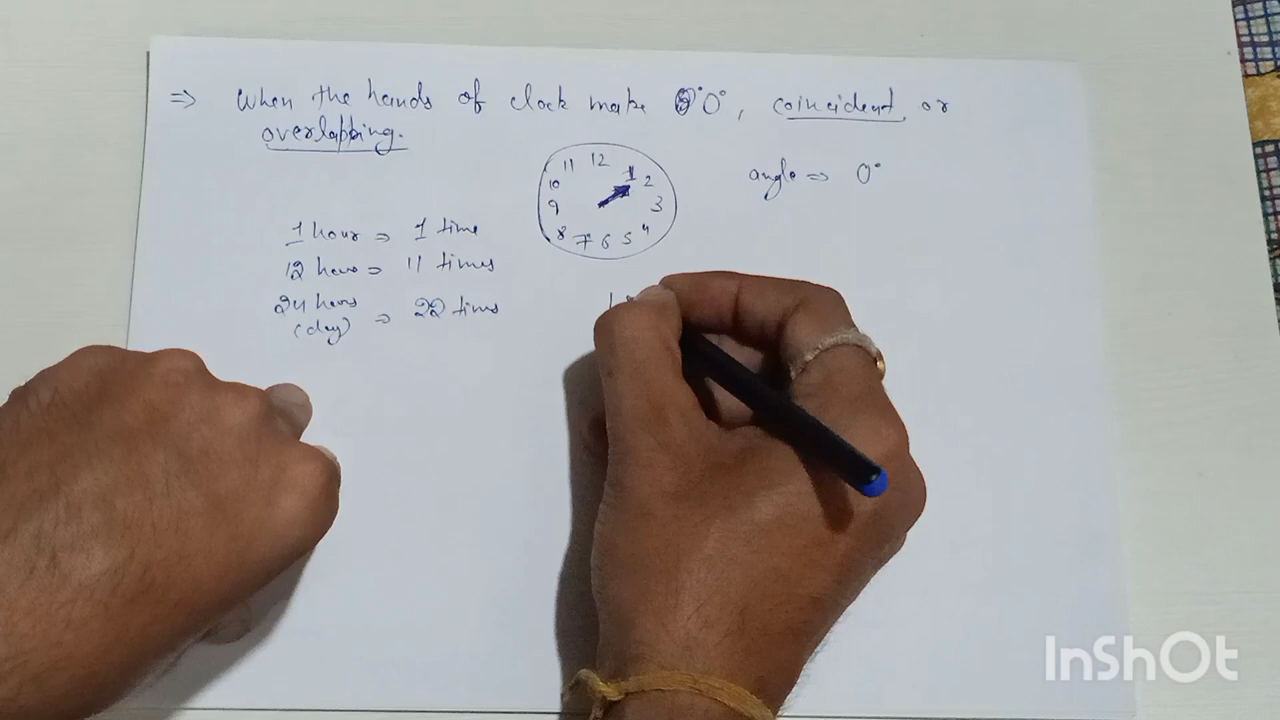 ⇒ When the hands of clock make 0°, coincident or
overlapping.
11 12 1
10 2
9 3
8 7 6 5 4
angle ⇒ 0°
1 hour ⇒ 1 time
12 hours ⇒ 11 times
24 hours
(day) ⇒ 22 times
InShOt